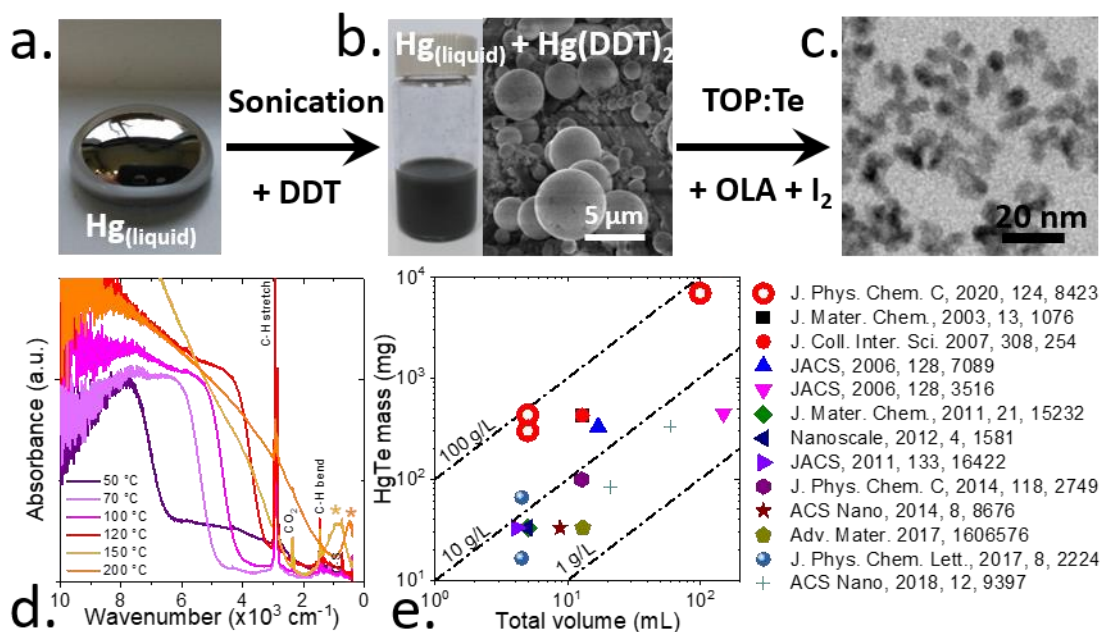 a.
Hg(liquid)
Sonication
+ DDT
b.
Hg(liquid) + Hg(DDT)2
5 µm
TOP:Te
+ OLA + I2
c.
20 nm
Absorbance (a.u.)
C-H stretch
CO2
C-H bend
*
*
50 °C
70 °C
100 °C
120 °C
150 °C
200 °C
10 8 6 4 2
Wavenumber (x10³ cm⁻¹)
d.
HgTe mass (mg)
10⁴
10³
10²
10¹
100 g/L
10 g/L
1 g/L
10⁰ 10¹ 10²
Total volume (mL)
e.
J. Phys. Chem. C, 2020, 124, 8423
J. Mater. Chem., 2003, 13, 1076
J. Coll. Inter. Sci. 2007, 308, 254
JACS, 2006, 128, 7089
JACS, 2006, 128, 3516
J. Mater. Chem., 2011, 21, 15232
Nanoscale, 2012, 4, 1581
JACS, 2011, 133, 16422
J. Phys. Chem. C, 2014, 118, 2749
ACS Nano, 2014, 8, 8676
Adv. Mater. 2017, 1606576
J. Phys. Chem. Lett., 2017, 8, 2224
ACS Nano, 2018, 12, 9397